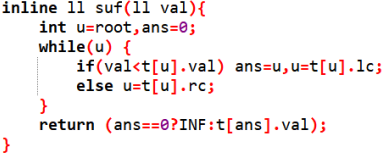 inline ll suf(ll val){
    int u=root,ans=0;
    while(u) {
        if(val<t[u].val) ans=u,u=t[u].lc;
        else u=t[u].rc;
    }
    return (ans==0?INF:t[ans].val);
}